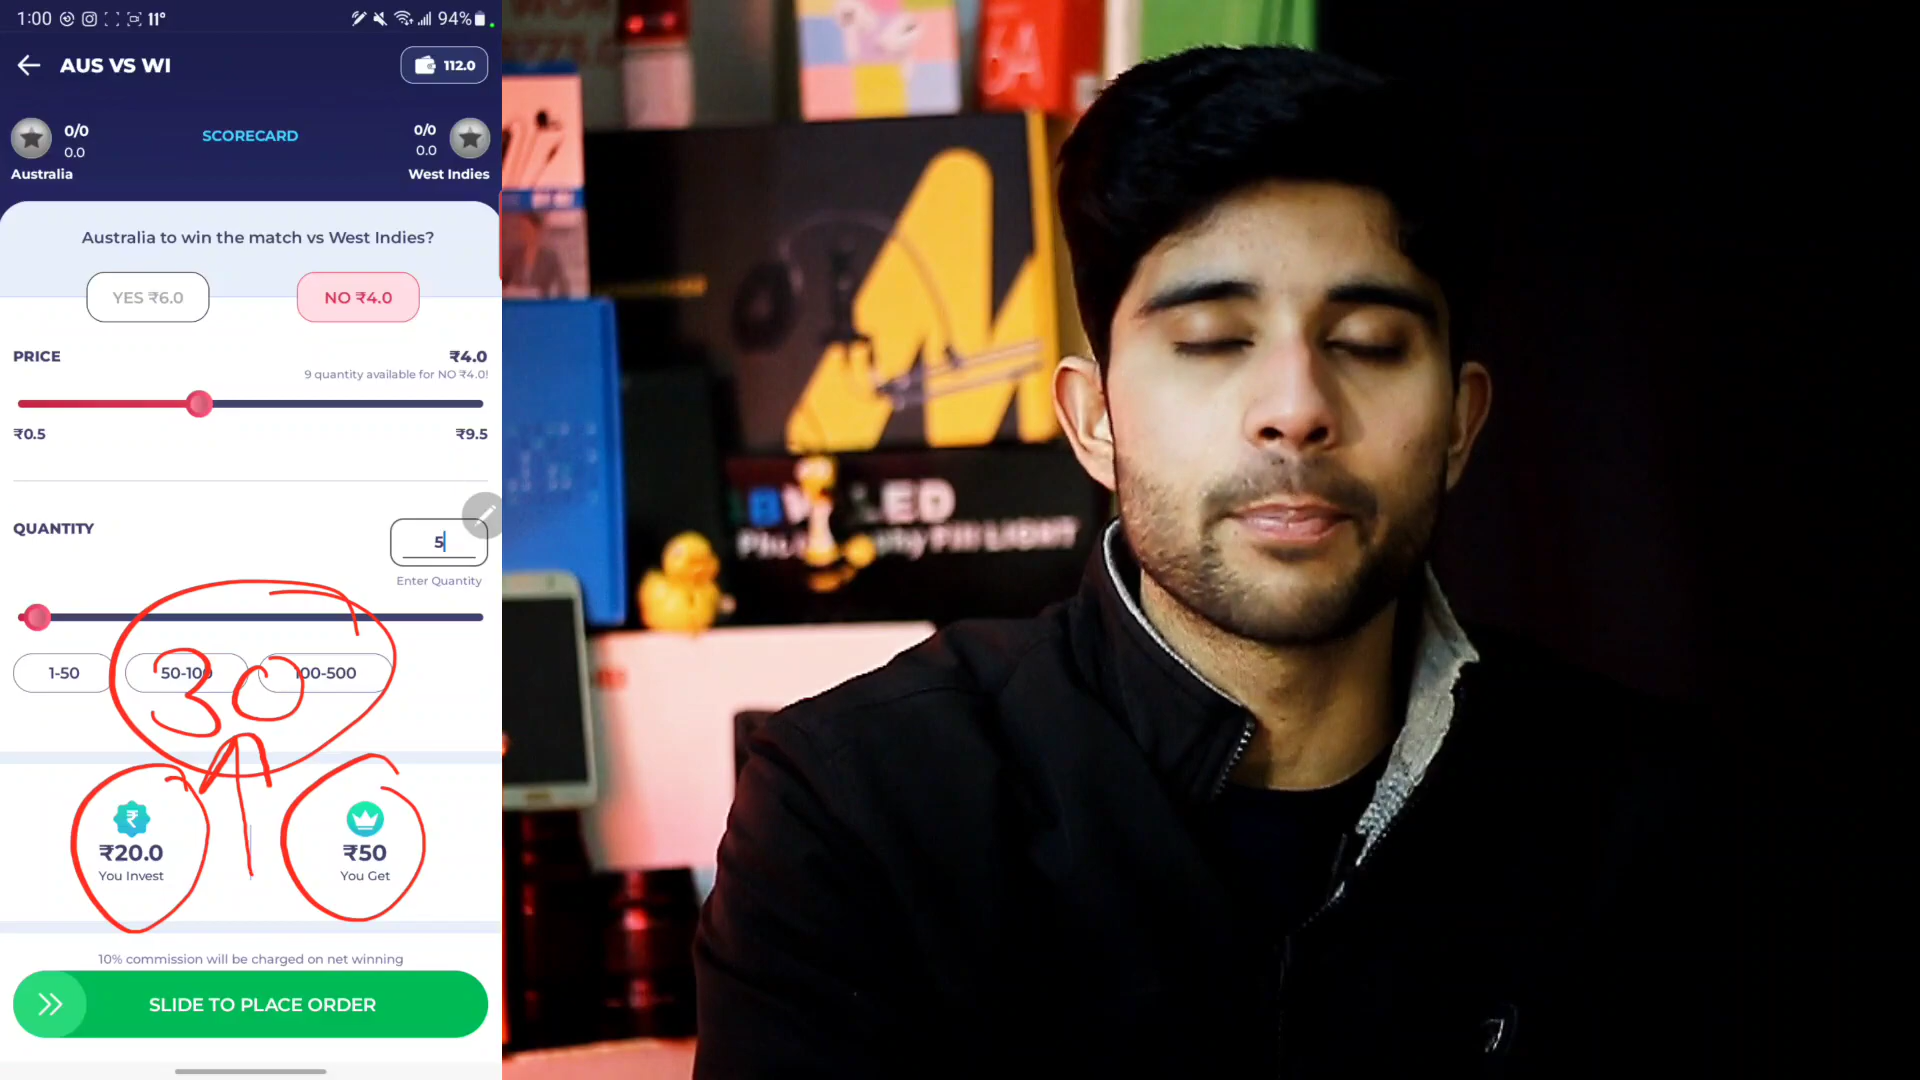 1:00 11° 94%
AUS VS WI 112.0
0/0 SCORECARD 0/0
0.0 0.0
Australia West Indies
Australia to win the match vs West Indies?
YES ₹6.0 NO ₹4.0
PRICE ₹4.0
9 quantity available for NO ₹4.0!
₹0.5 ₹9.5
QUANTITY 5
Enter Quantity
1-50 50-100 100-500
30
₹20.0 ₹50
You Invest You Get
10% commission will be charged on net winning
SLIDE TO PLACE ORDER
6A
LED
FIll LIGHT